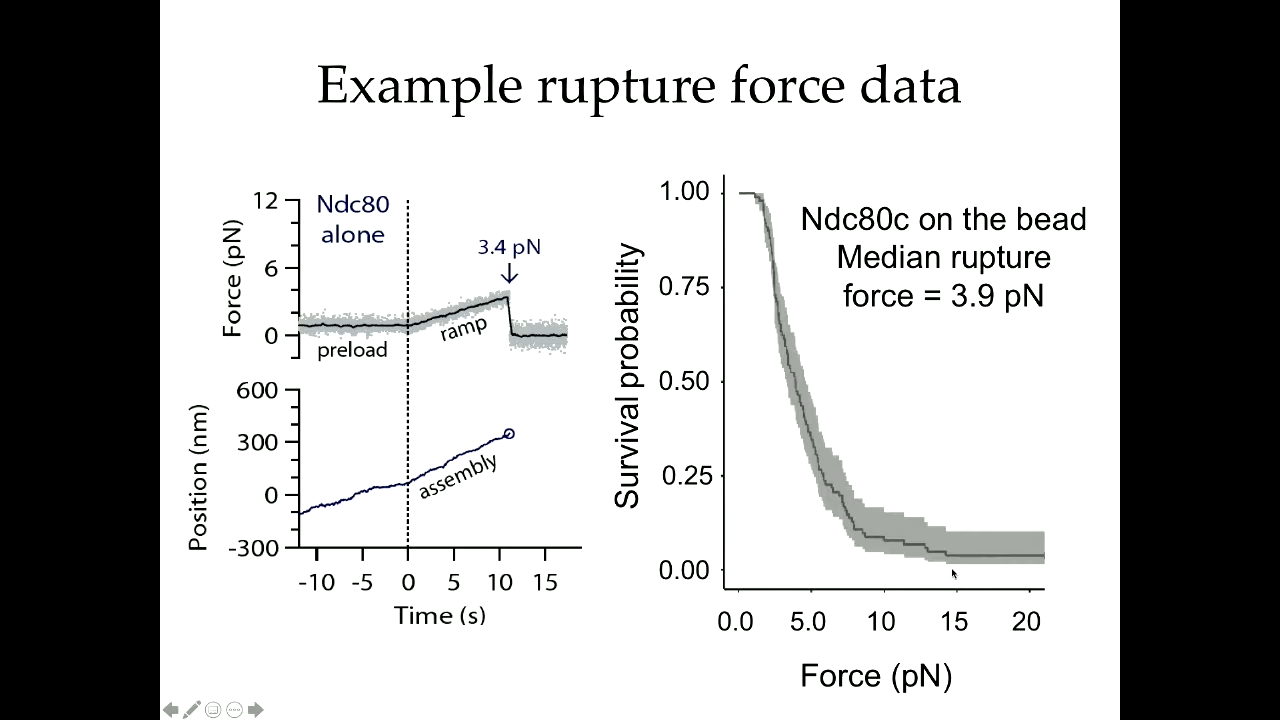 Example rupture force data
Ndc80
alone
3.4 pN
12
6
0
Force (pN)
preload
ramp
600
300
0
-300
Position (nm)
assembly
-10 -5 0 5 10 15
Time (s)
1.00
0.75
0.50
0.25
0.00
Survival probability
Ndc80c on the bead
Median rupture
force = 3.9 pN
0.0 5.0 10 15 20
Force (pN)